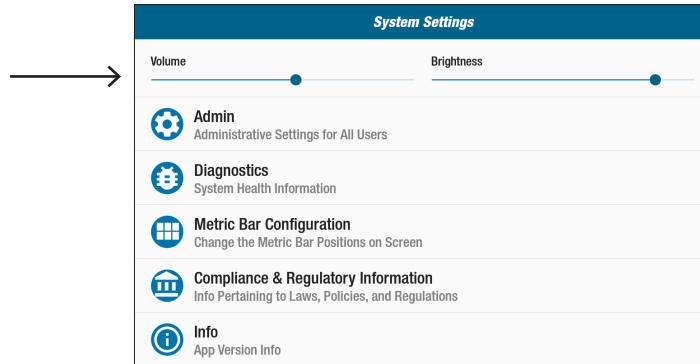 System Settings
Volume Brightness
Admin
Administrative Settings for All Users
Diagnostics
System Health Information
Metric Bar Configuration
Change the Metric Bar Positions on Screen
Compliance & Regulatory Information
Info Pertaining to Laws, Policies, and Regulations
Info
App Version Info